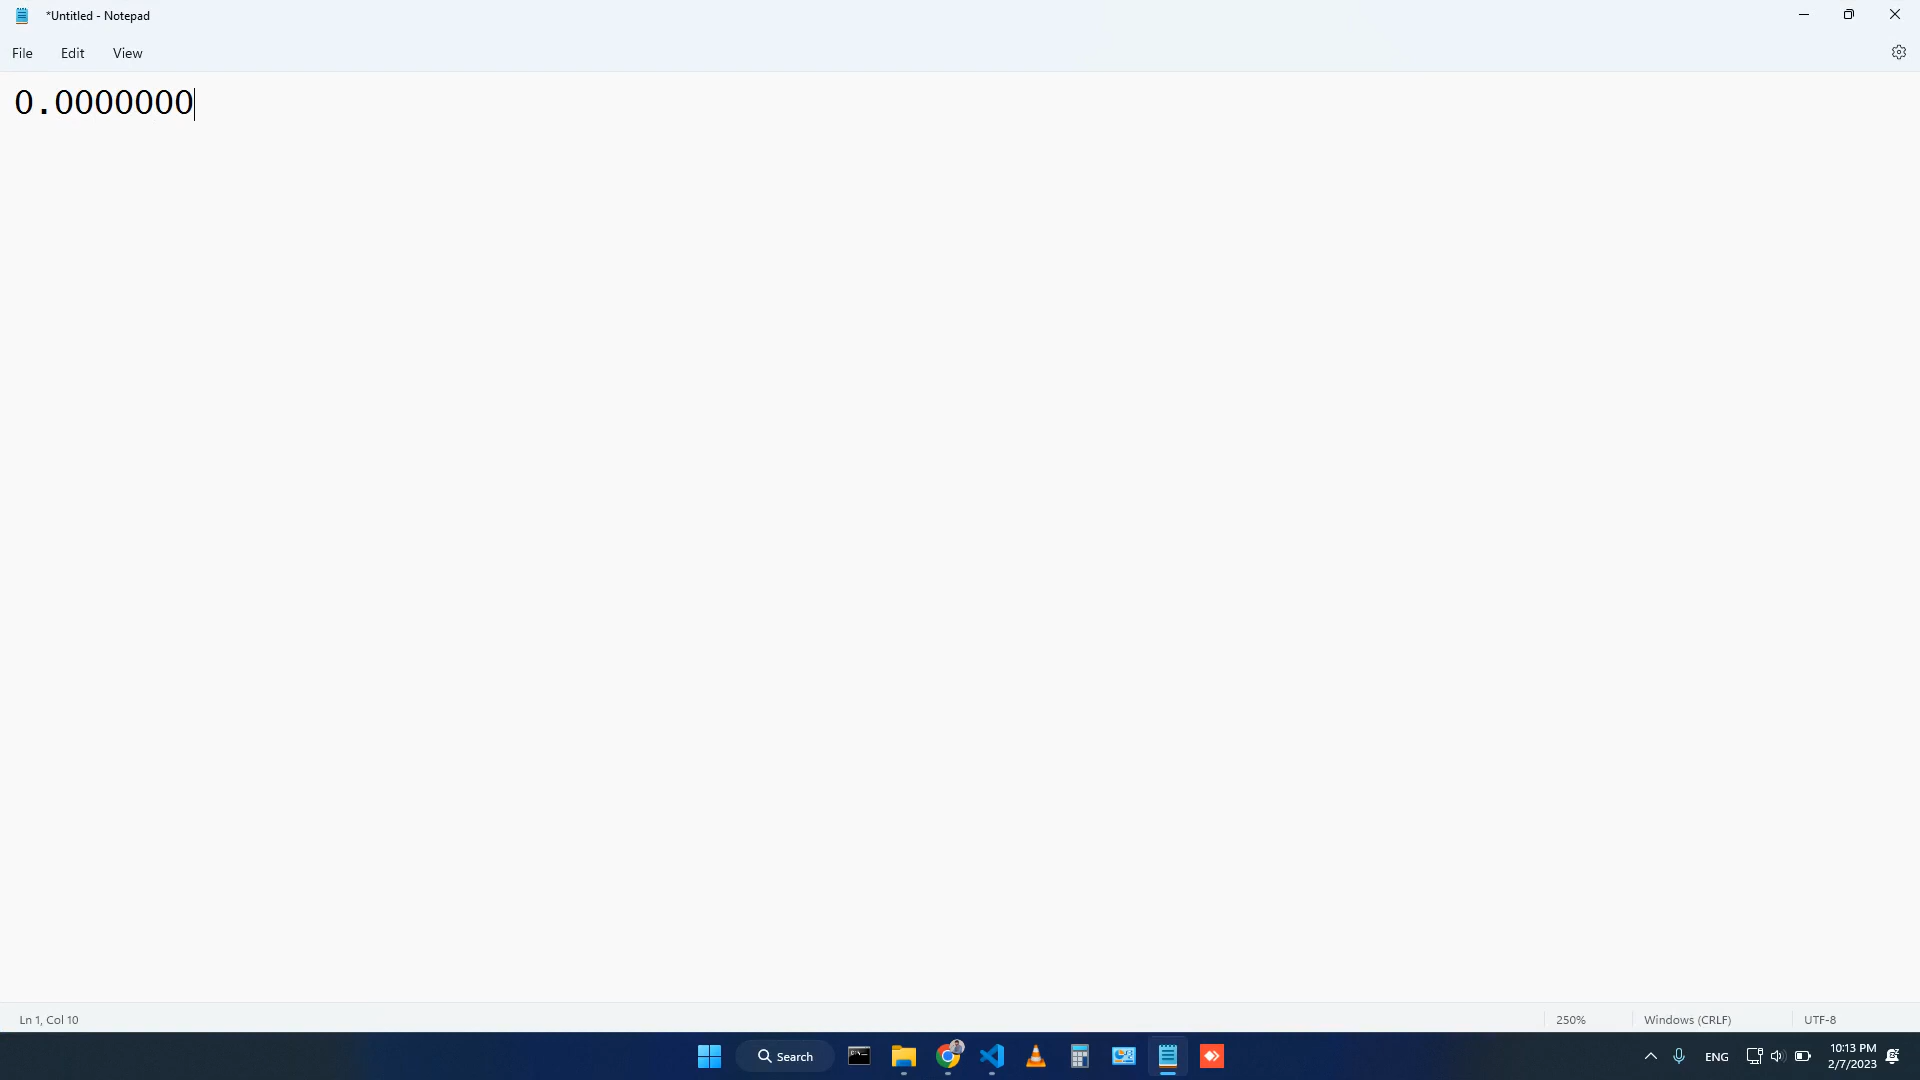 *Untitled - Notepad
File Edit View
0.0000000
Ln 1, Col 10 250% Windows (CRLF) UTF-8
Search ENG 10:13 PM
2/7/2023